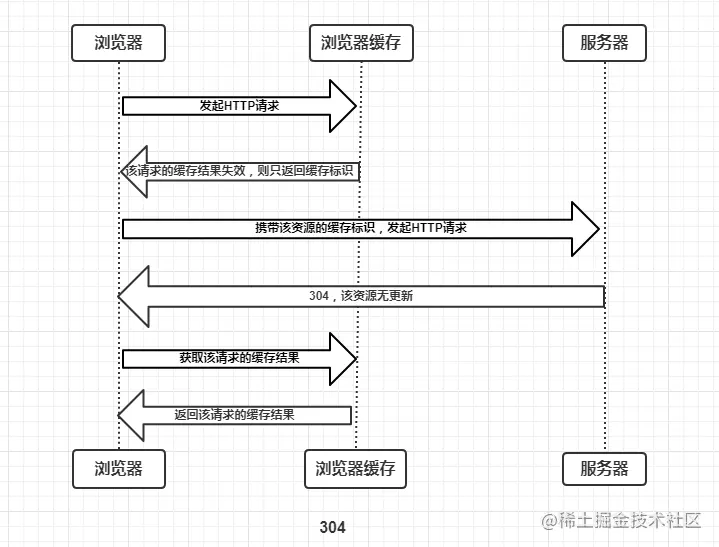 浏览器 浏览器缓存 服务器
发起HTTP请求
该请求的缓存结果失效，则只返回缓存标识
携带该资源的缓存标识，发起HTTP请求
304，该资源无更新
获取该请求的缓存结果
返回该请求的缓存结果
浏览器 浏览器缓存 服务器
304
@稀土掘金技术社区